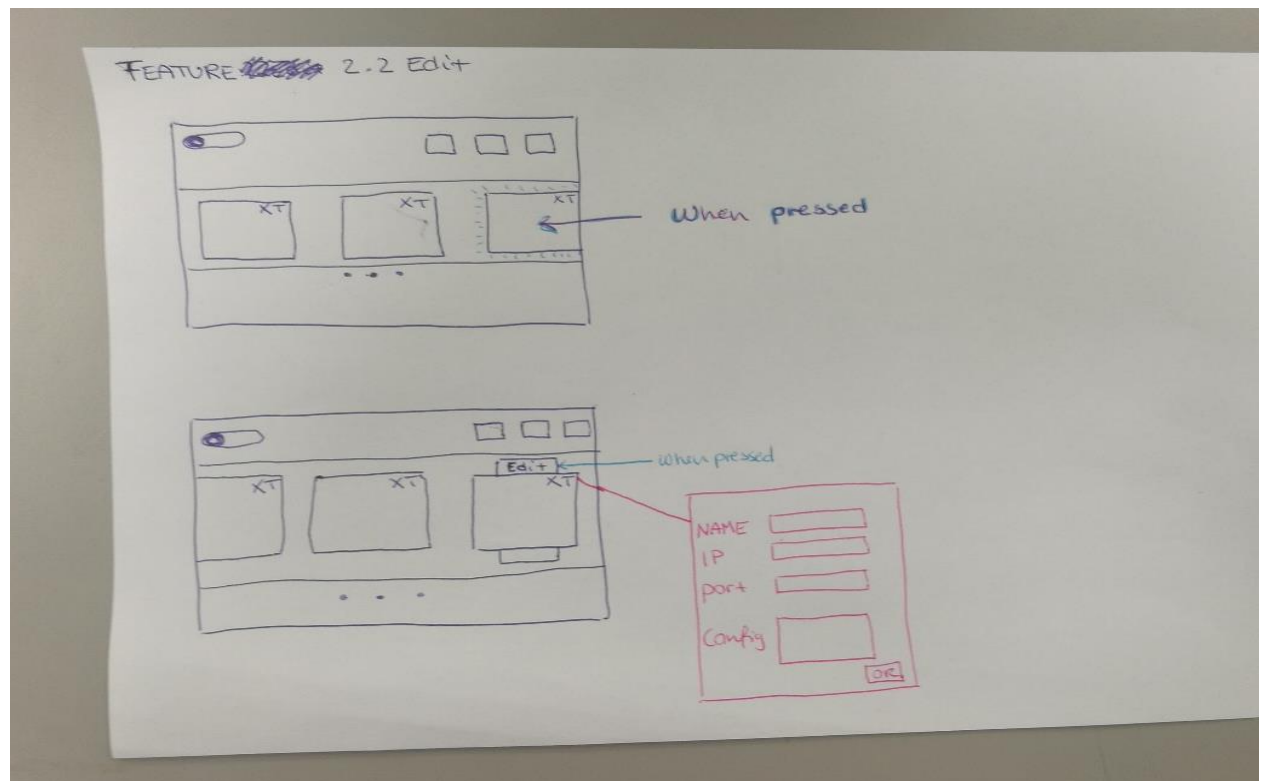 FEATURE 2.2 Edit
XT XT XT
When pressed
Edit
when pressed
XT XT XT
NAME
IP
port
Config
OK